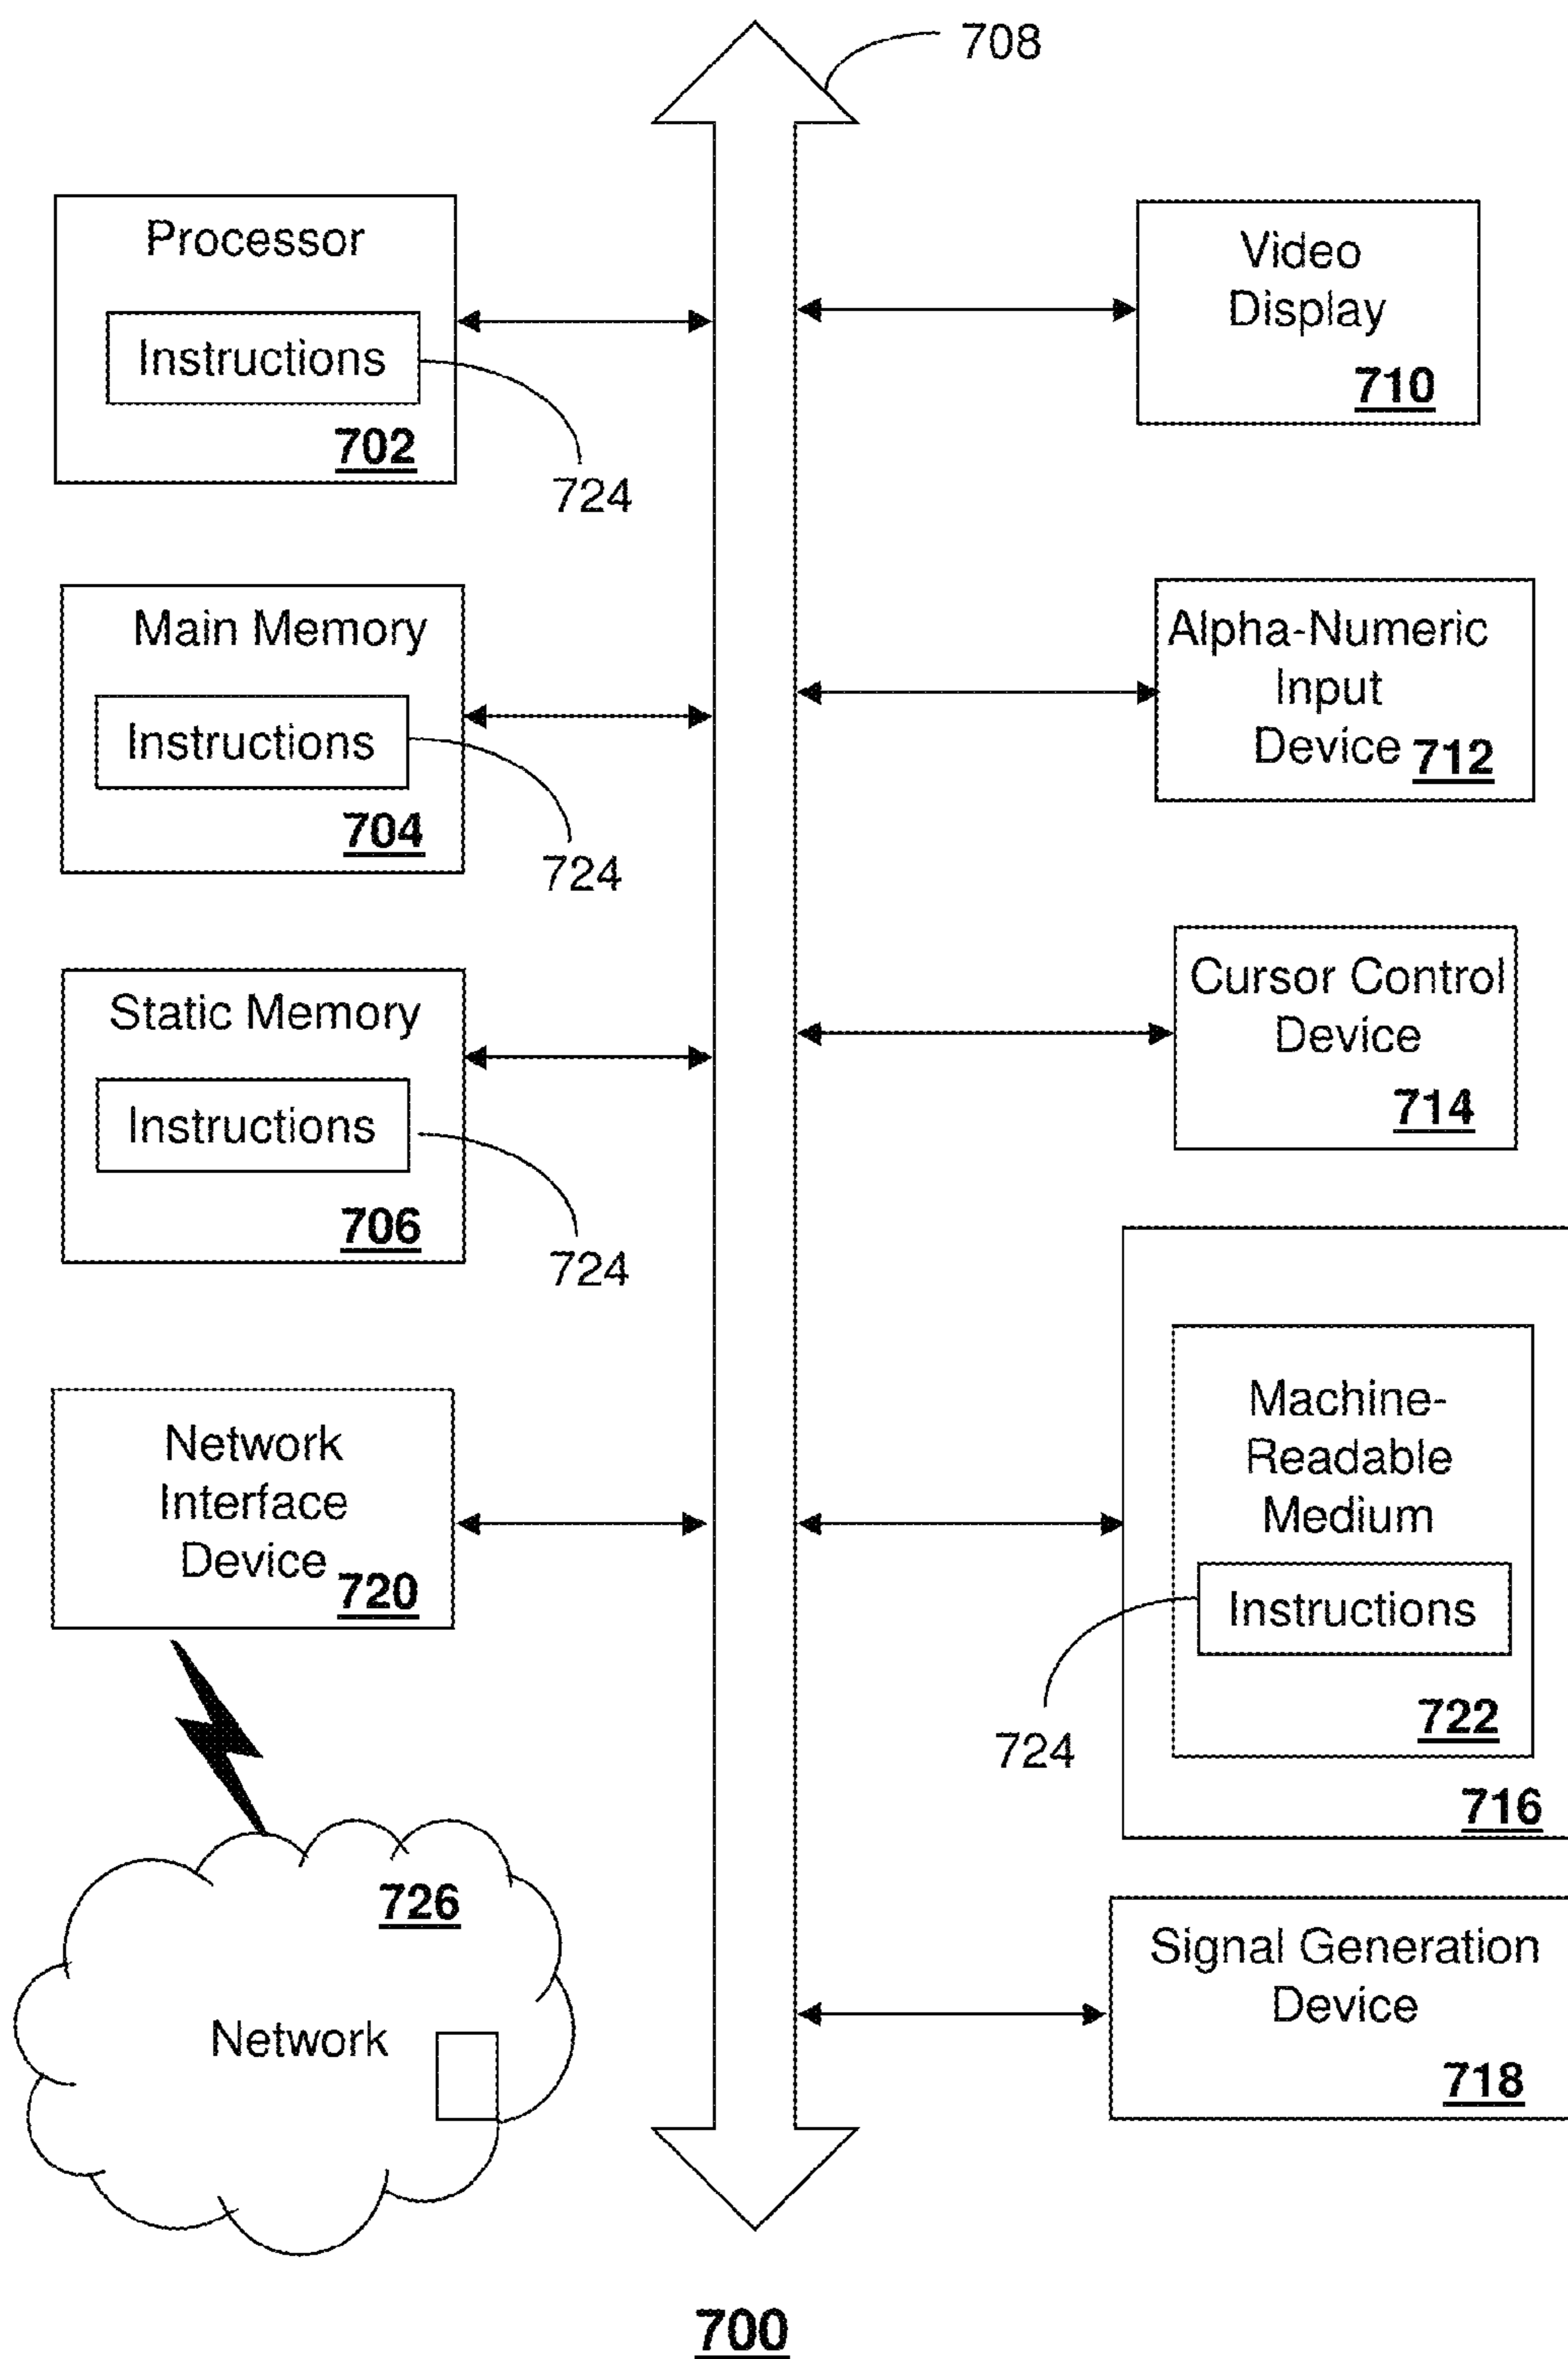 708
Processor
Instructions
702
724
Main Memory
Instructions
704
724
Static Memory
Instructions
706
724
Network
Interface
Device
720
726
Network
Video
Display
710
Alpha-Numeric
Input
Device
712
Cursor Control
Device
714
Machine-
Readable
Medium
Instructions
722
724
716
Signal Generation
Device
718
700